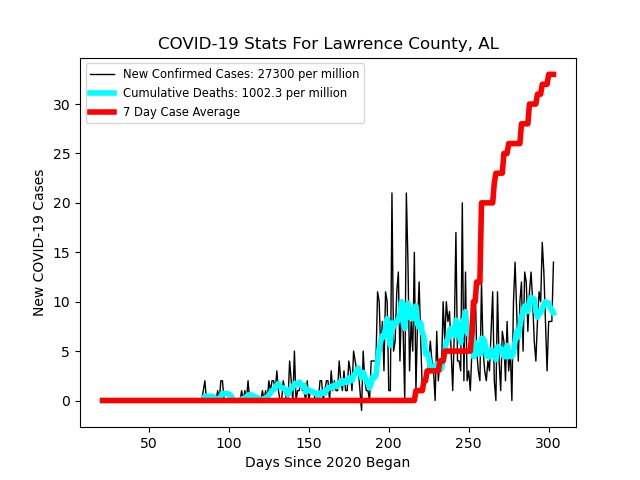 COVID-19 Stats For Lawrence County, AL
New Confirmed Cases: 27300 per million
Cumulative Deaths: 1002.3 per million
7 Day Case Average
New COVID-19 Cases
30
25
20
15
10
5
0
50 100 150 200 250 300
Days Since 2020 Began